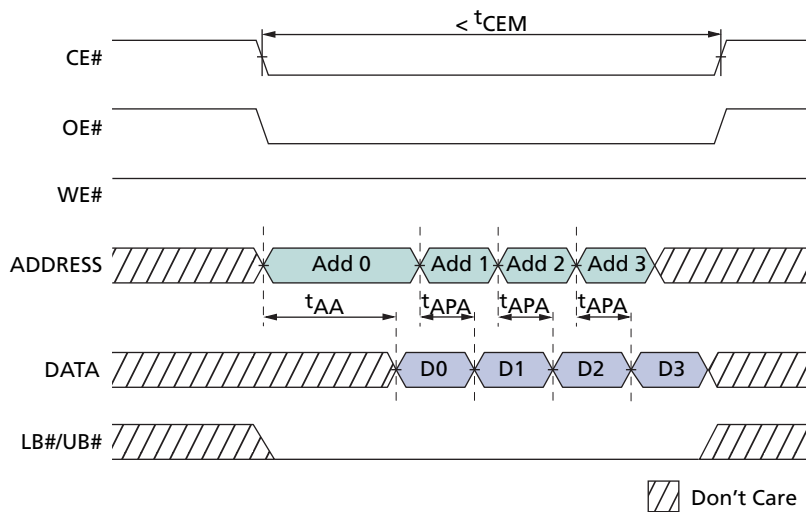 < tCEM
CE#
OE#
WE#
ADDRESS Add 0 Add 1 Add 2 Add 3
tAA tAPA tAPA tAPA
DATA D0 D1 D2 D3
LB#/UB#
Don't Care